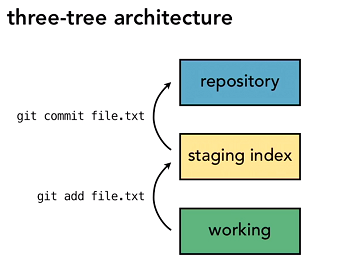 three-tree architecture
repository
git commit file.txt
staging index
git add file.txt
working